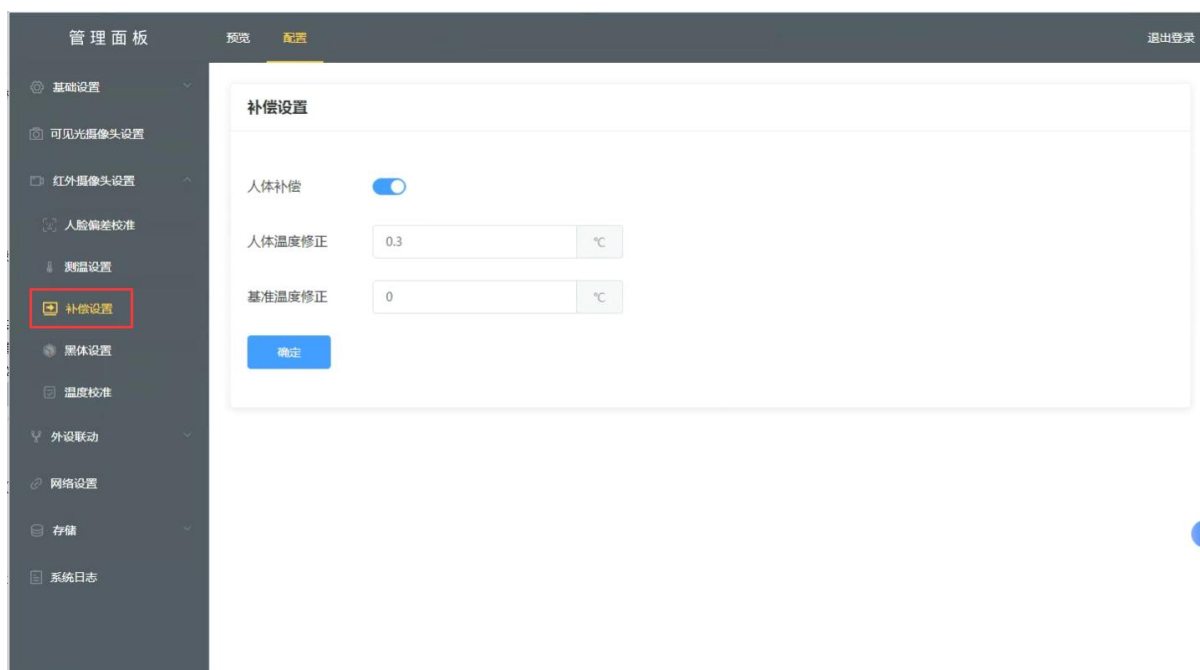 管理面板
预览 配置 退出登录
基础设置
可见光摄像头设置
红外摄像头设置
人脸偏差校准
测温设置
补偿设置
黑体设置
温度校准
外设联动
网络设置
存储
系统日志
补偿设置
人体补偿
人体温度修正 0.3 ℃
基准温度修正 0 ℃
确定